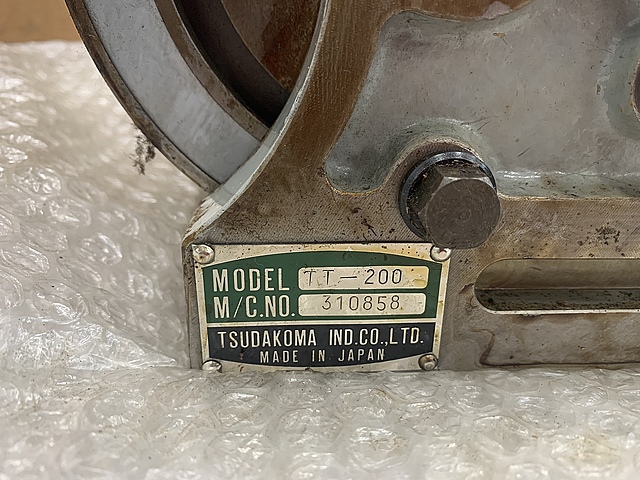 MODEL TT-200
M/C.NO. 310858
TSUDAKOMA IND.CO.,LTD.
MADE IN JAPAN